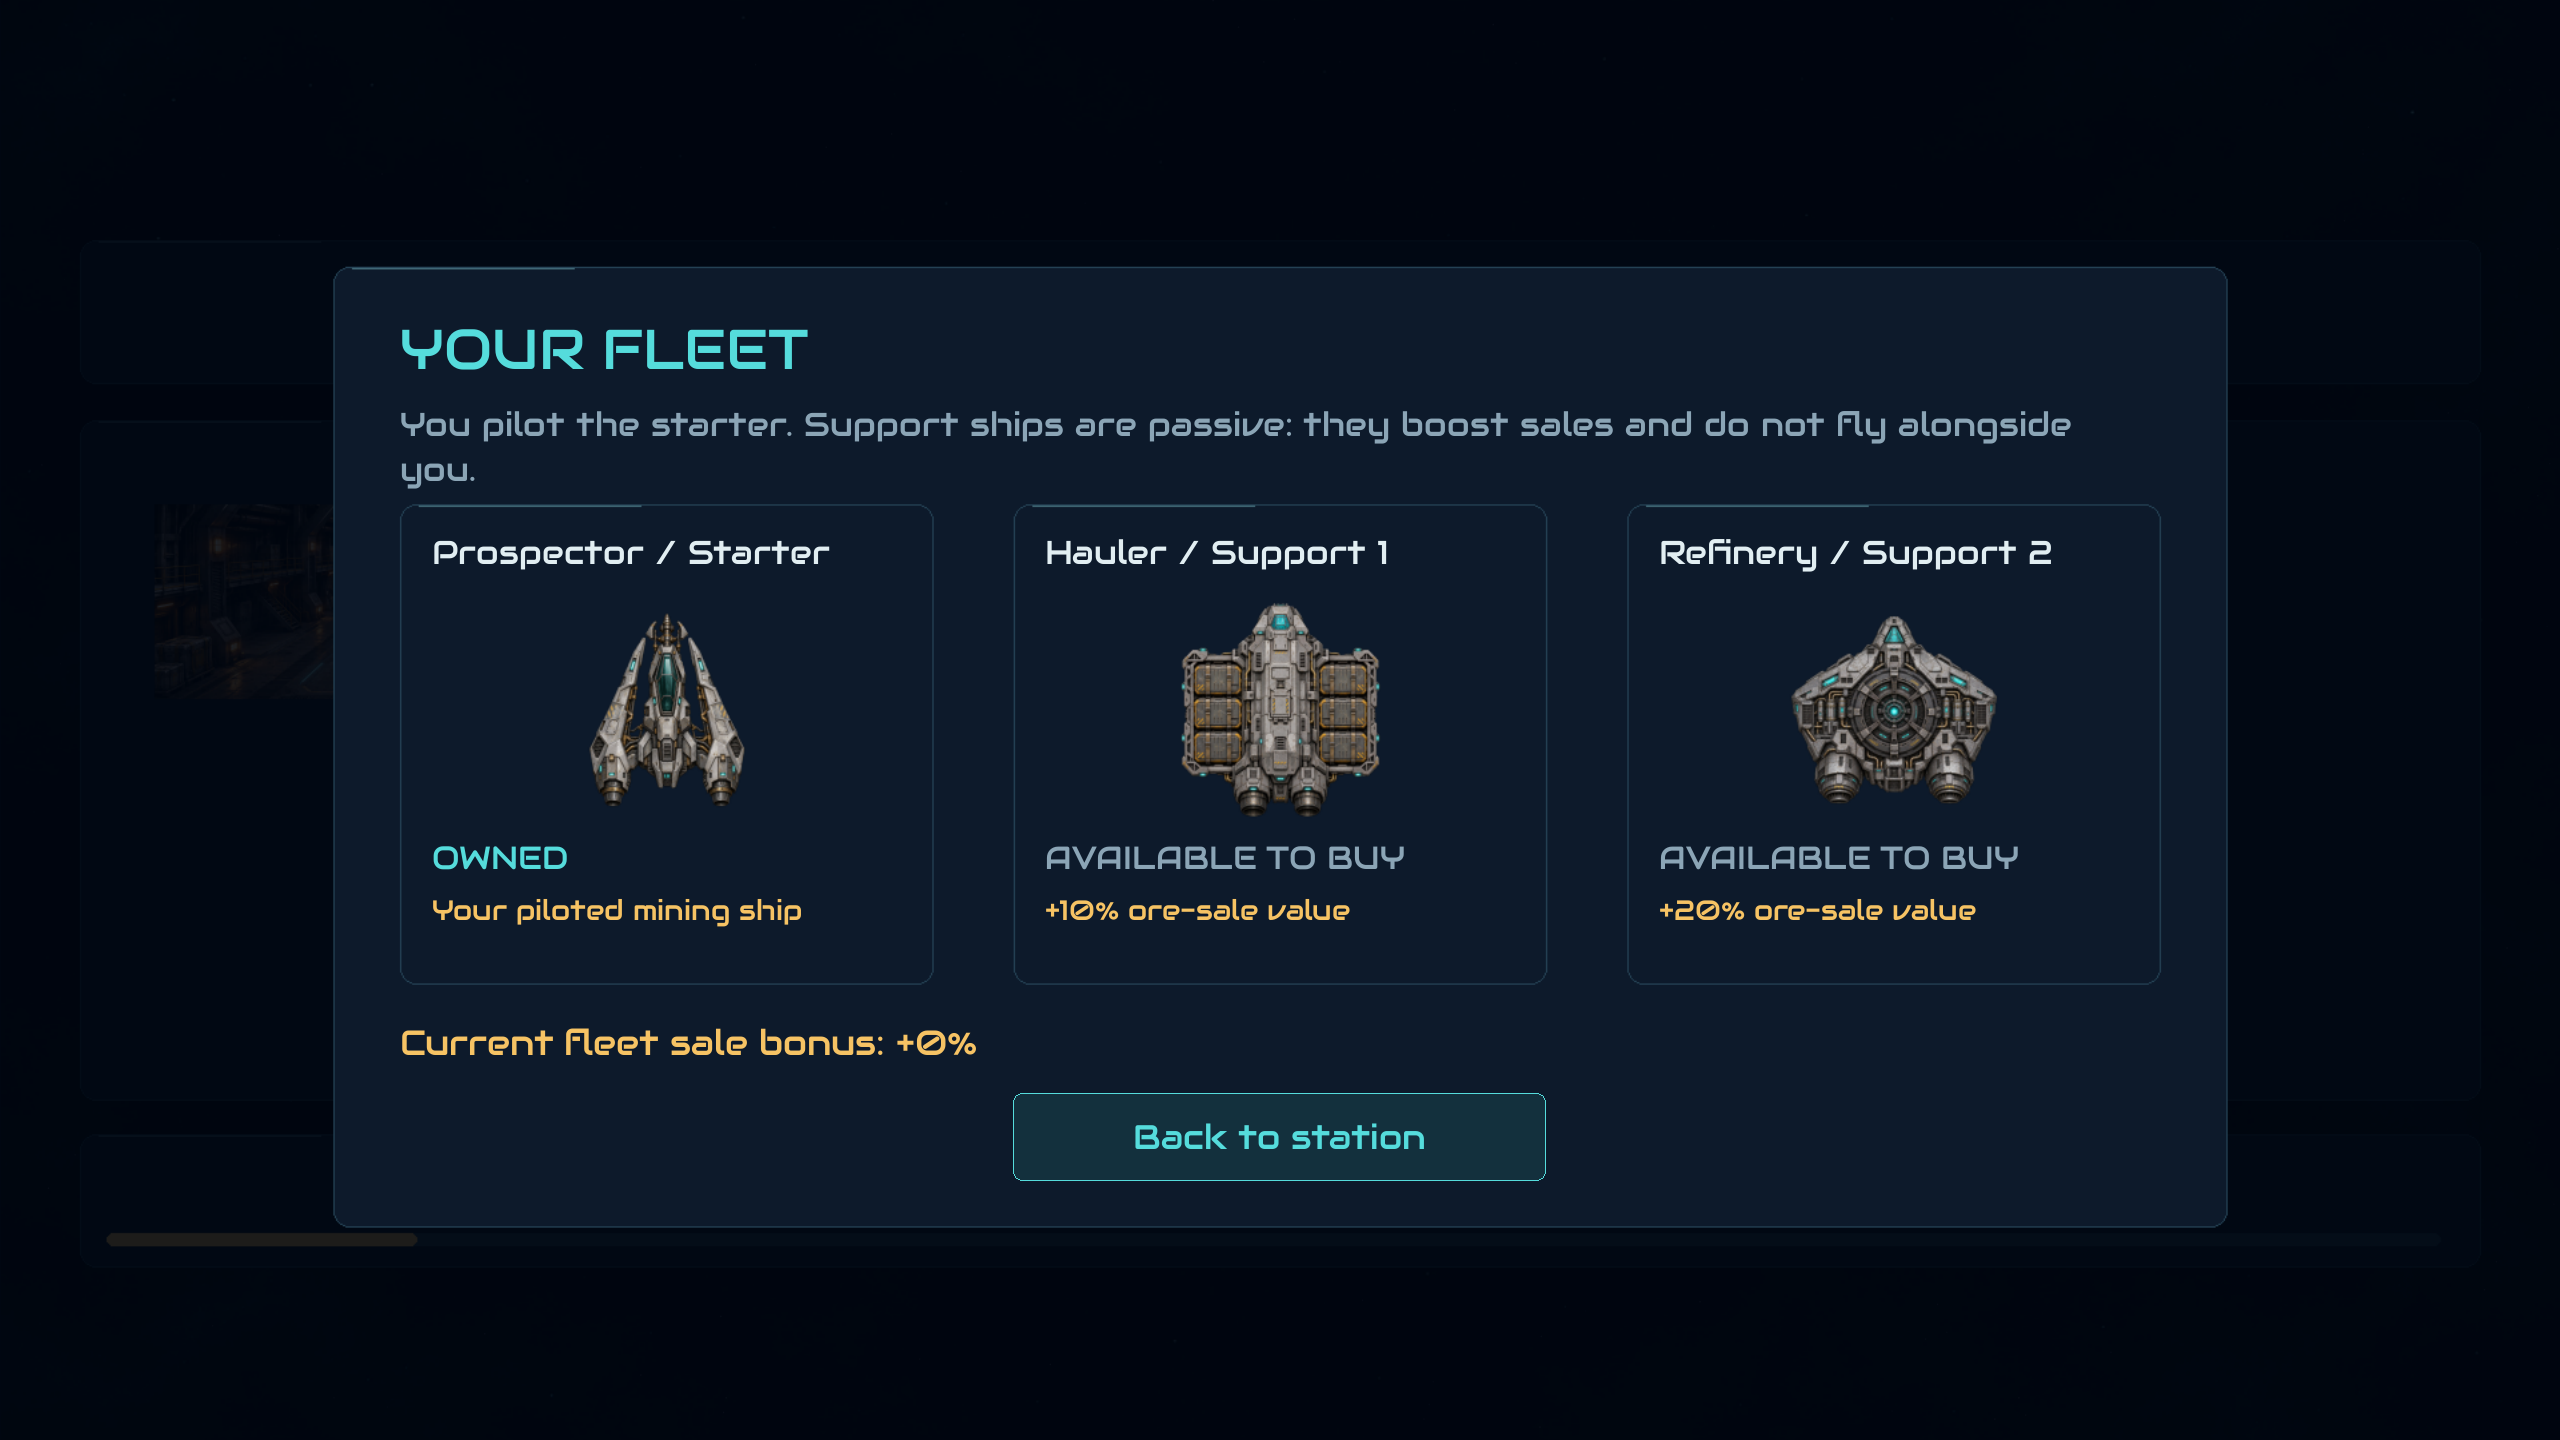 YOUR FLEET
You pilot the starter. Support ships are passive: they boost sales and do not fly alongside
you.
Prospector / Starter
Hauler / Support 1
Refinery / Support 2
OWNED
AVAILABLE TO BUY
AVAILABLE TO BUY
Your piloted mining ship
+10% ore-sale value
+20% ore-sale value
Current fleet sale bonus: +0%
Back to station